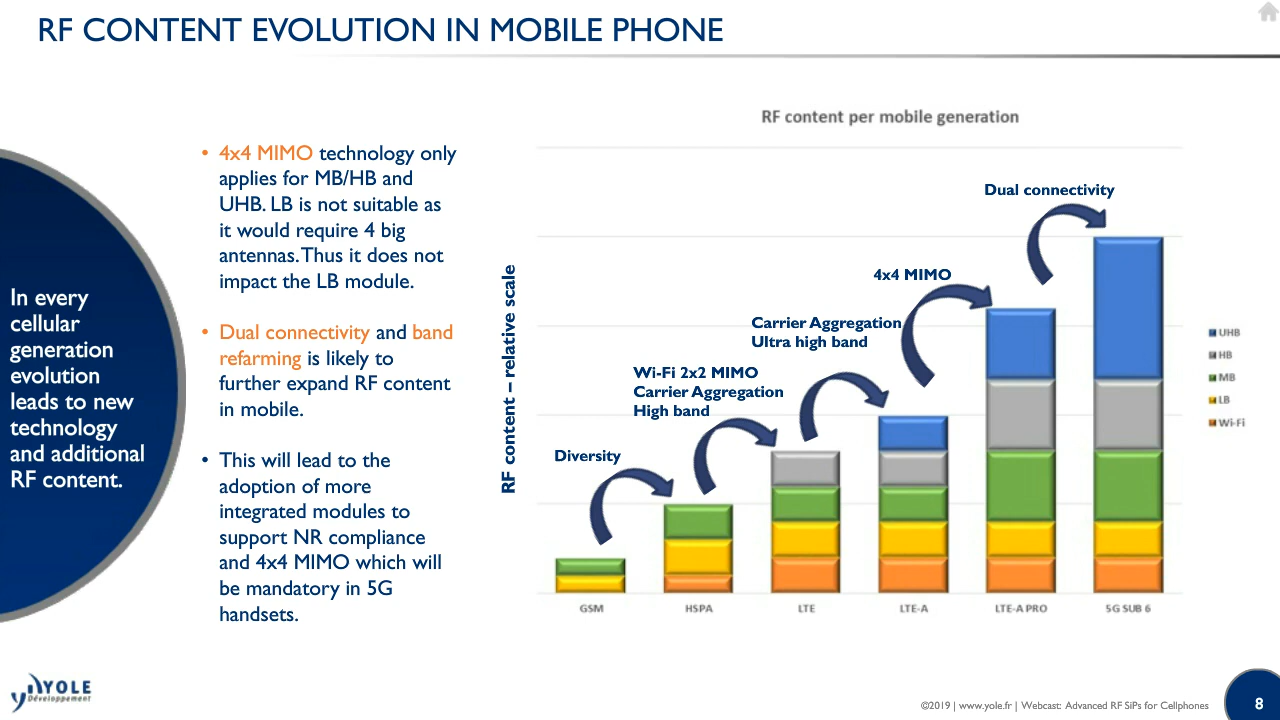 RF CONTENT EVOLUTION IN MOBILE PHONE
In every
cellular
generation
evolution
leads to new
technology
and additional
RF content.
• 4x4 MIMO technology only
applies for MB/HB and
UHB. LB is not suitable as
it would require 4 big
antennas. Thus it does not
impact the LB module.
• Dual connectivity and band
refarming is likely to
further expand RF content
in mobile.
• This will lead to the
adoption of more
integrated modules to
support NR compliance
and 4x4 MIMO which will
be mandatory in 5G
handsets.
RF content per mobile generation
RF content – relative scale
Diversity
Wi-Fi 2x2 MIMO
Carrier Aggregation
High band
Carrier Aggregation
Ultra high band
4x4 MIMO
Dual connectivity
UHB
HB
MB
LB
Wi-Fi
GSM
HSPA
LTE
LTE-A
LTE-A PRO
5G SUB 6
YOLE
Développement
©2019 | www.yole.fr | Webcast: Advanced RF SiPs for Cellphones
8